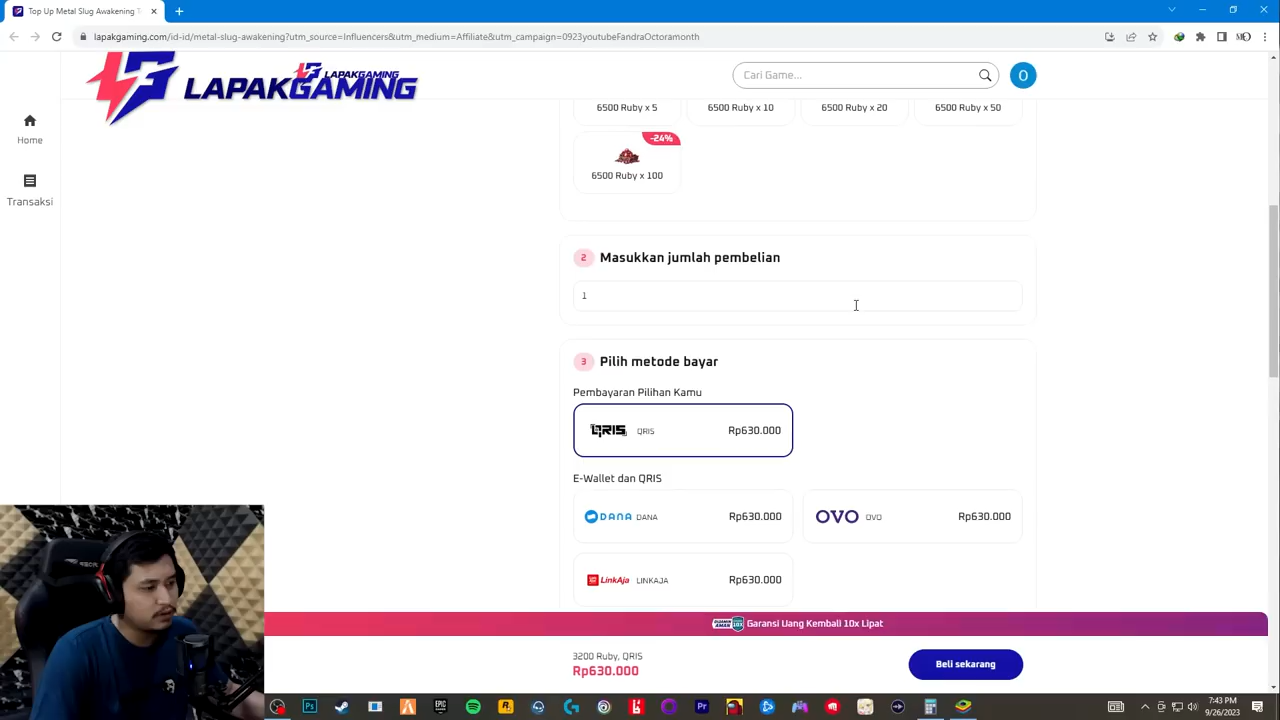 Top Up Metal Slug Awakening T
lapakgaming.com/id-id/metal-slug-awakening?utm_source=Influencers&utm_medium=Affiliate&utm_campaign=0923youtubeFandraOctoramonth
LAPAKGAMING
LAPAKGAMING
Cari Game...
O
Home
Transaksi
6500 Ruby x 5
6500 Ruby x 10
6500 Ruby x 20
6500 Ruby x 50
-24%
6500 Ruby x 100
2 Masukkan jumlah pembelian
1
3 Pilih metode bayar
Pembayaran Pilihan Kamu
QRIS QRIS Rp630.000
E-Wallet dan QRIS
DANA DANA Rp630.000
OVO OVO Rp630.000
LinkAja LINKAJA Rp630.000
Garansi Uang Kembali 10x Lipat
3200 Ruby, QRIS
Rp630.000
Beli sekarang
7:43 PM
9/26/2023